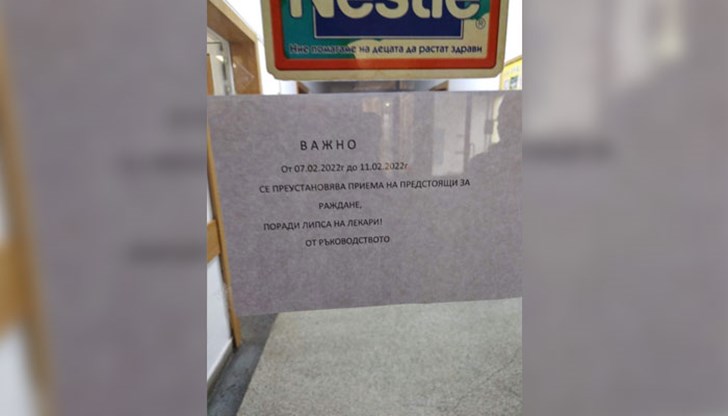 Nestlé
Ние помагаме на децата да растат здрави
ВАЖНО
От 07.02.2022г до 11.02.2022г.
СЕ ПРЕУСТАНОВЯВА ПРИЕМА НА ПРЕДСТОЯЩИ ЗА
РАЖДАНЕ,
ПОРАДИ ЛИПСА НА ЛЕКАРИ!
ОТ РЪКОВОДСТВОТО